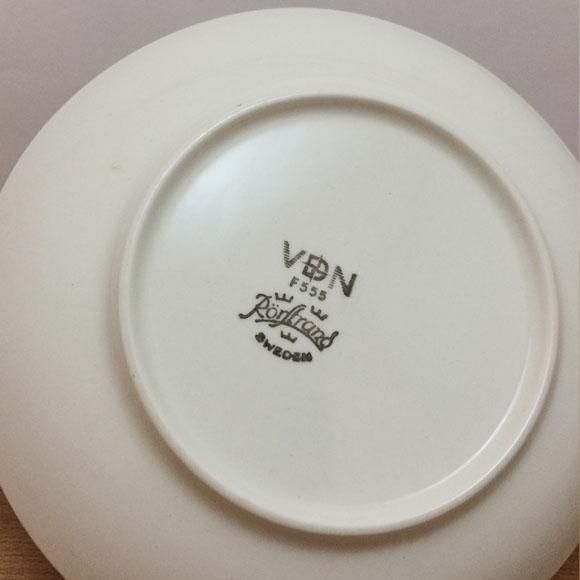 VDN
F555
Rörstrand
SWEDEN